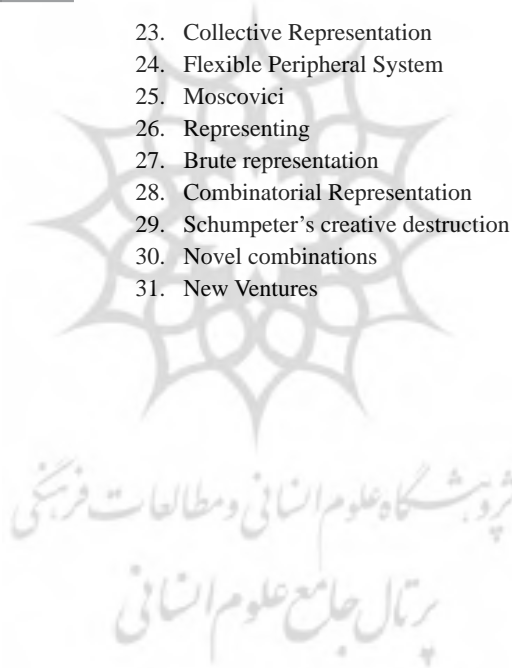 23. Collective Representation
24. Flexible Peripheral System
25. Moscovici
26. Representing
27. Brute representation
28. Combinatorial Representation
29. Schumpeter’s creative destruction
30. Novel combinations
31. New Ventures
پژوهشگاه علوم انسانی و مطالعات فرهنگی
پرتال جامع علوم انسانی